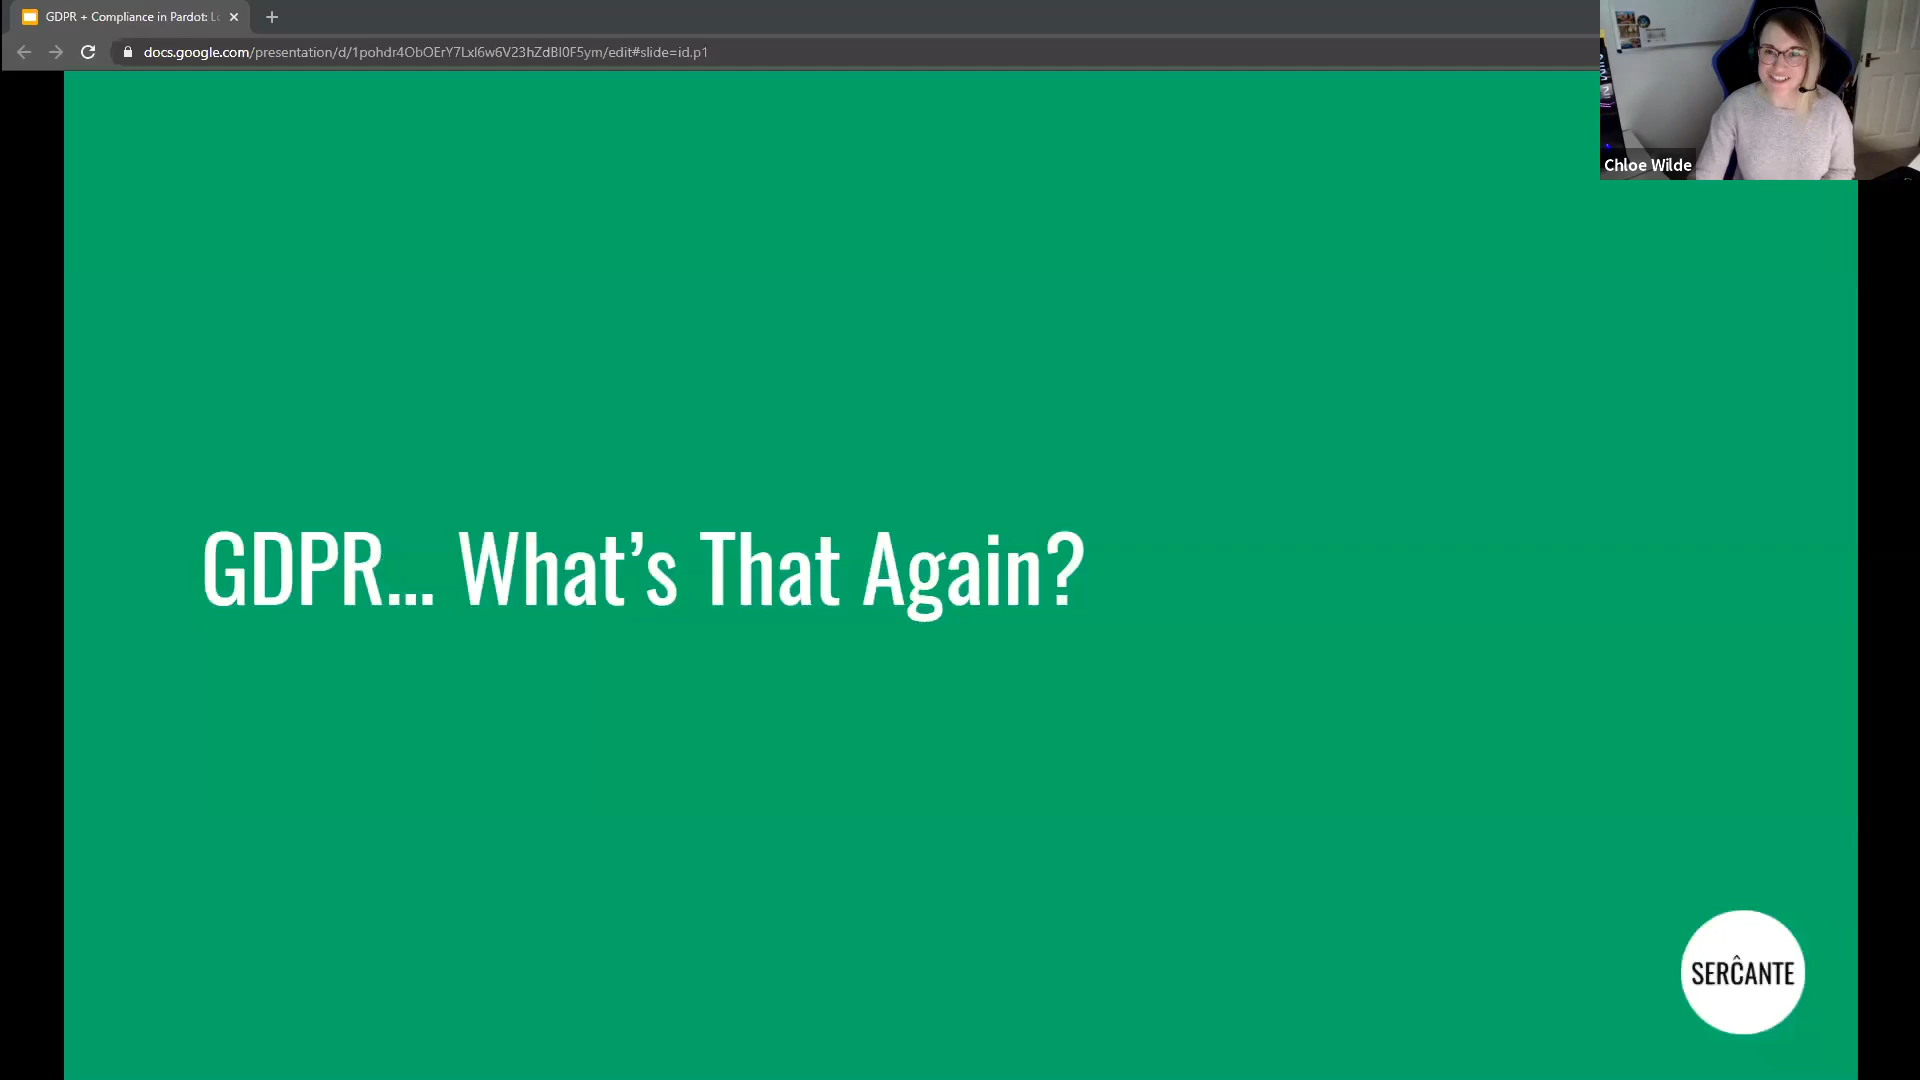 GDPR + Compliance in Pardot:
docs.google.com/presentation/d/1pohdr4ObOErY7Lxl6w6V23hZdBI0F5ym/edit#slide=id.p1
Chloe Wilde
GDPR... What’s That Again?
SERĈANTE